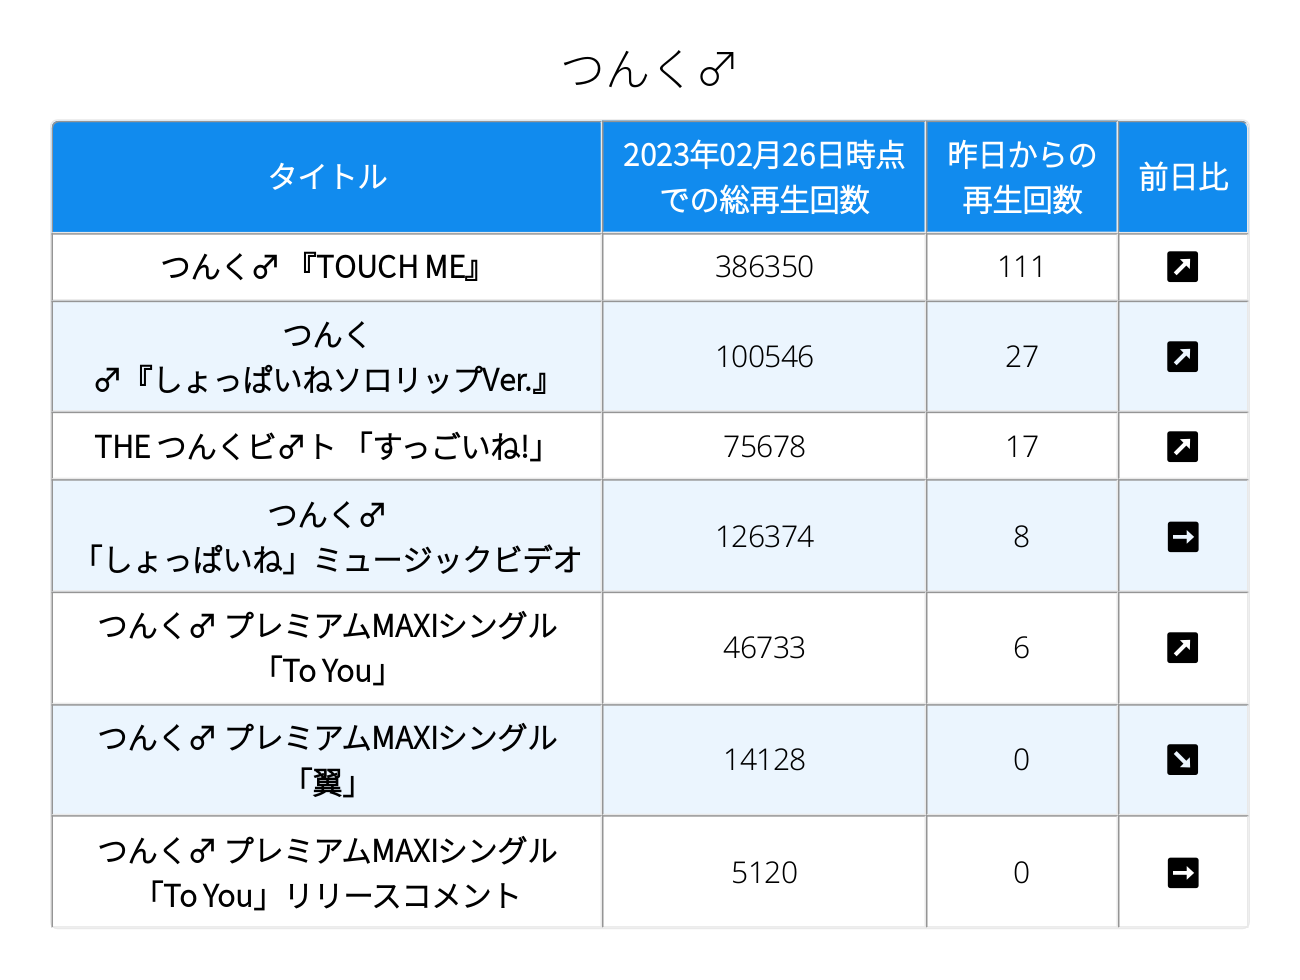 つんく♂
タイトル
2023年02月26日時点
での総再生回数
昨日からの
再生回数
前日比
つんく♂ 『TOUCH ME』
386350
111
↗
つんく
♂『しょっぱいねソロリップVer.』
100546
27
↗
THE つんくビ♂ト 「すっごいね!」
75678
17
↗
つんく♂
「しょっぱいね」ミュージックビデオ
126374
8
→
つんく♂ プレミアムMAXIシングル
「To You」
46733
6
↗
つんく♂ プレミアムMAXIシングル
「翼」
14128
0
↘
つんく♂ プレミアムMAXIシングル
「To You」リリースコメント
5120
0
→